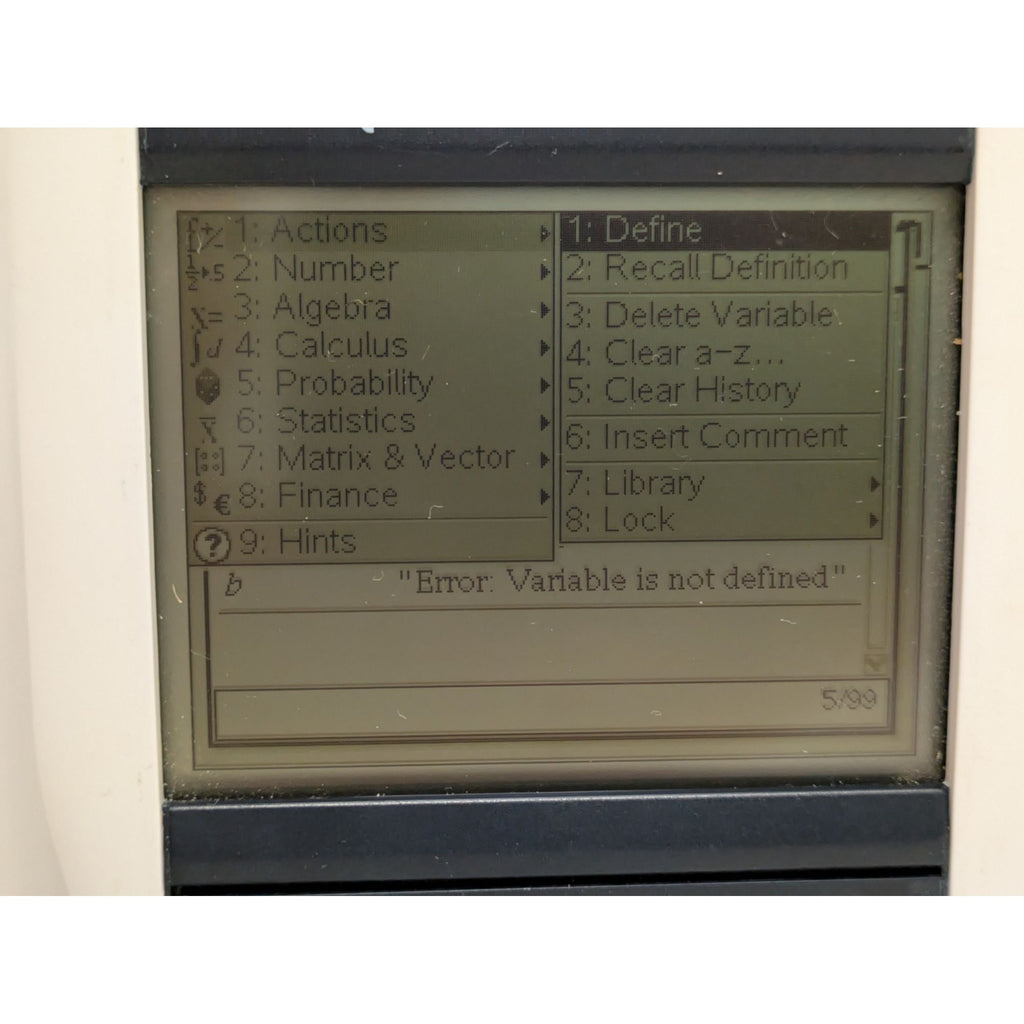 1: Actions
2: Number
3: Algebra
4: Calculus
5: Probability
6: Statistics
7: Matrix & Vector
$ € 8: Finance
? 9: Hints
1: Define
2: Recall Definition
3: Delete Variable
4: Clear a-z...
5: Clear History
6: Insert Comment
7: Library
8: Lock
b "Error: Variable is not defined"
5/99